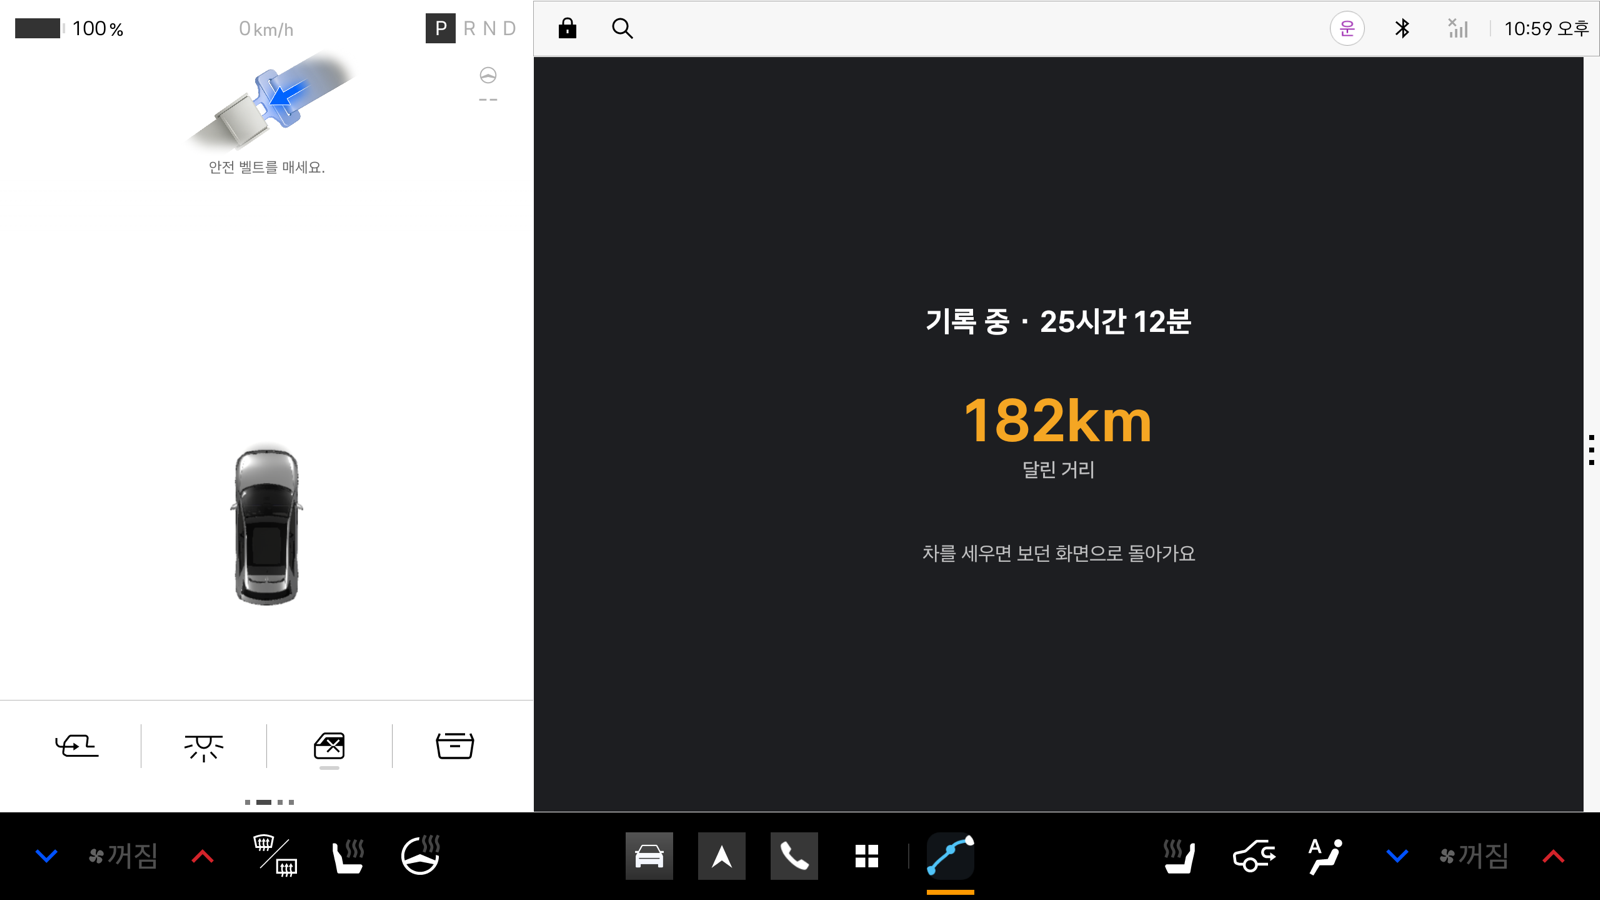 100%
0km/h
P R N D
--
안전 벨트를 매세요.
운
10:59 오후
기록 중 · 25시간 12분
182km
달린 거리
차를 세우면 보던 화면으로 돌아가요
꺼짐
A
꺼짐